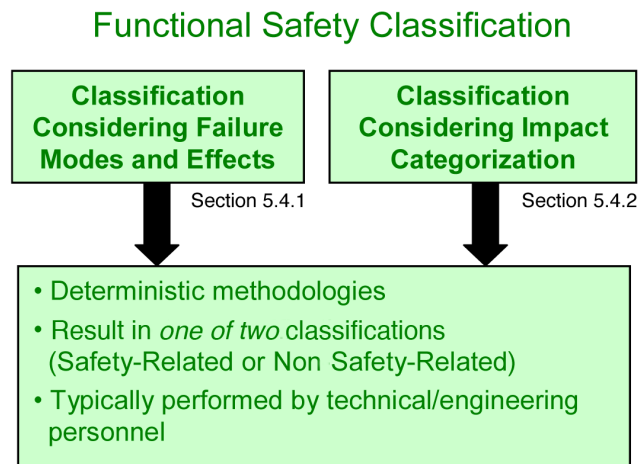 Functional Safety Classification
Classification
Considering Failure
Modes and Effects
Classification
Considering Impact
Categorization
Section 5.4.1
Section 5.4.2
• Deterministic methodologies
• Result in one of two classifications
(Safety-Related or Non Safety-Related)
• Typically performed by technical/engineering
personnel